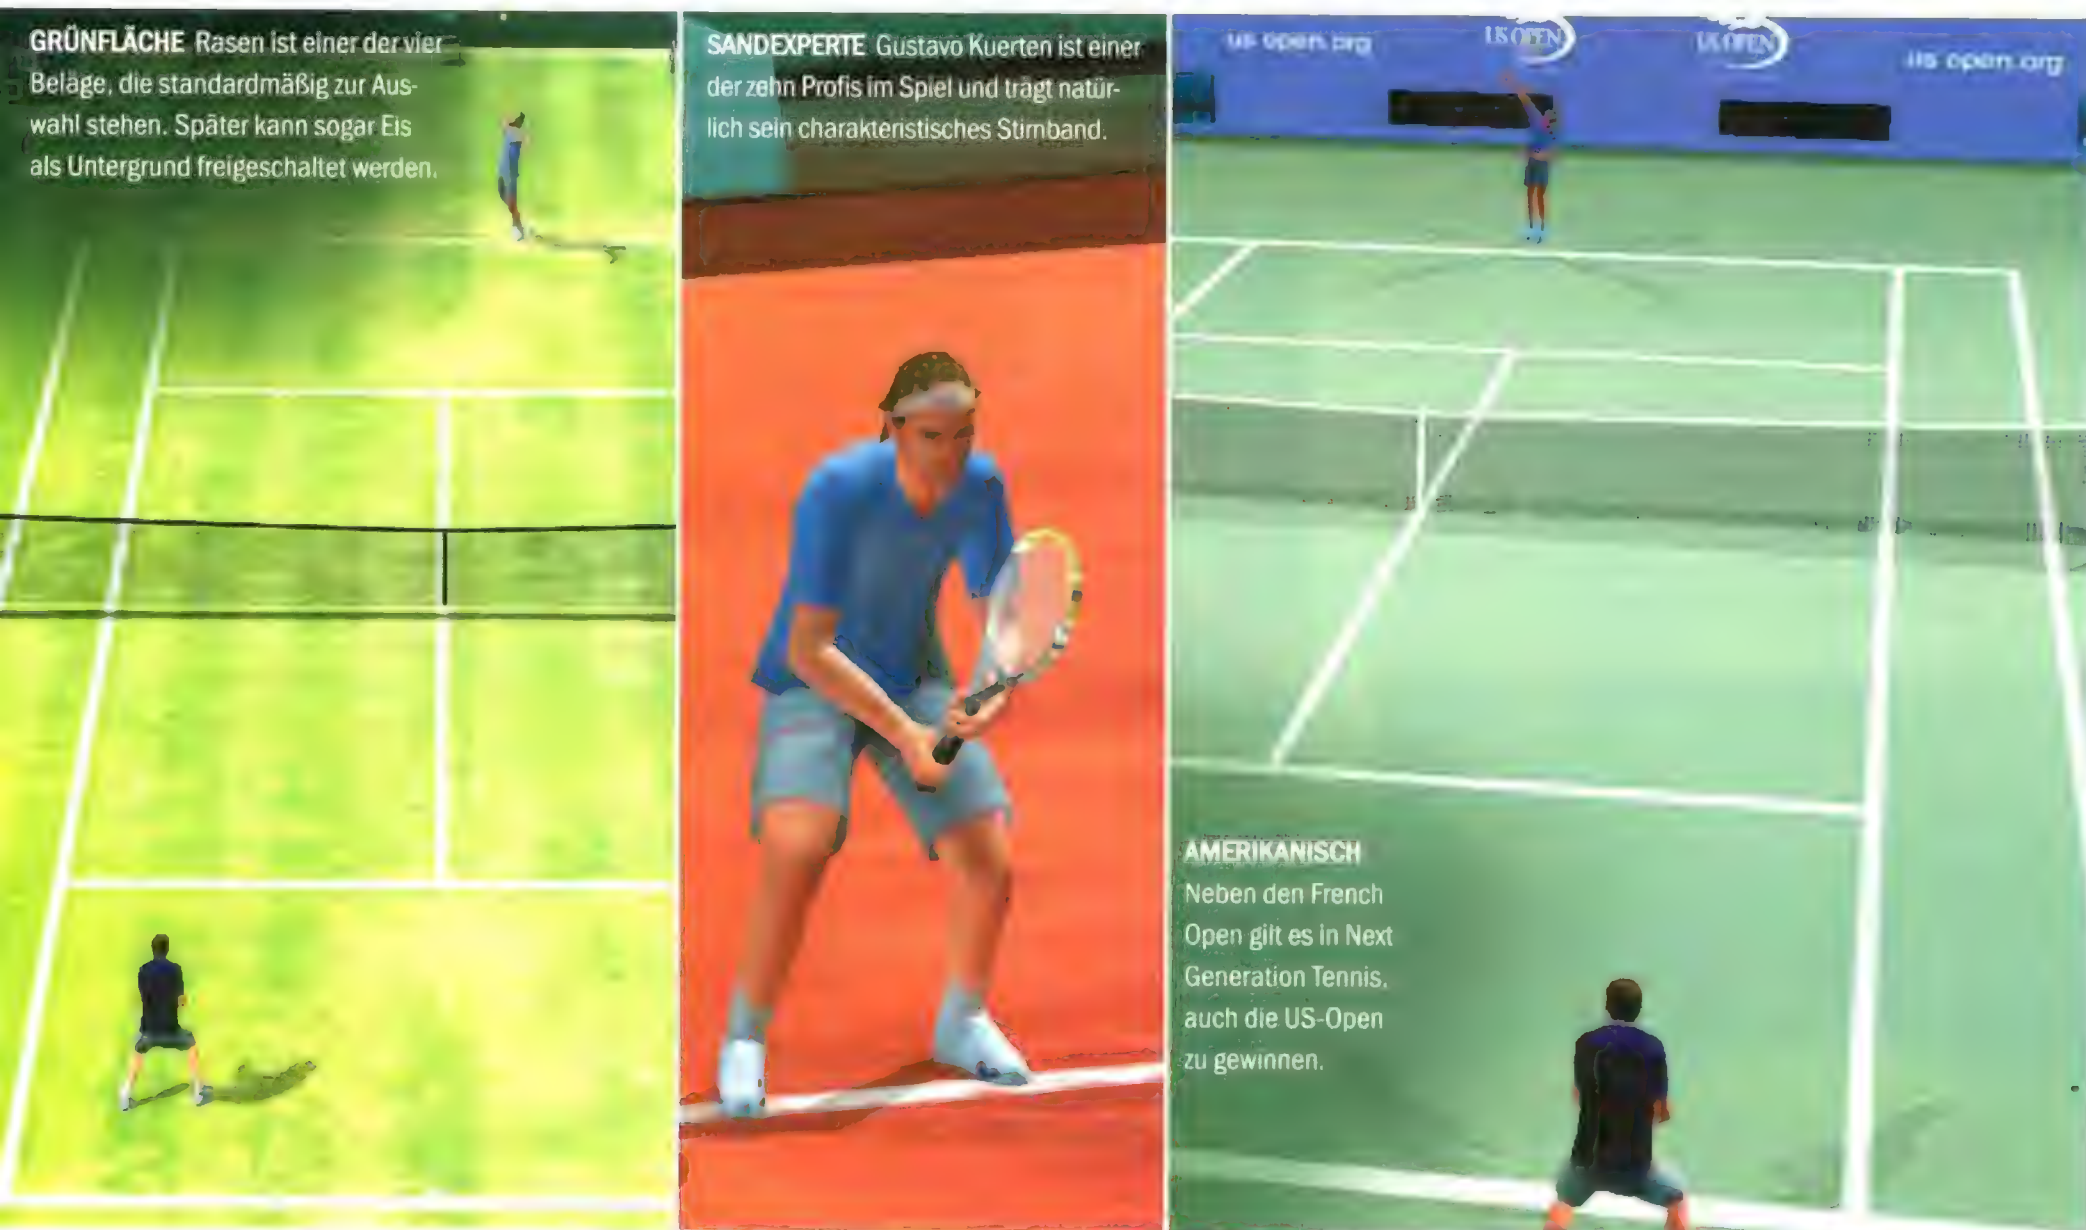 GRÜNFLÄCHE Rasen ist einer der vier
Beläge, die standardmäßig zur Aus-
wahl stehen. Später kann sogar Eis
als Untergrund freigeschaltet werden.
SANDEXPERTE Gustavo Kuerten ist einer
der zehn Profis im Spiel und trägt natür-
lich sein charakteristisches Stirnband.
us open.org
US OPEN
US OPEN
us open.org
AMERIKANISCH
Neben den French
Open gilt es in Next
Generation Tennis,
auch die US-Open
zu gewinnen.